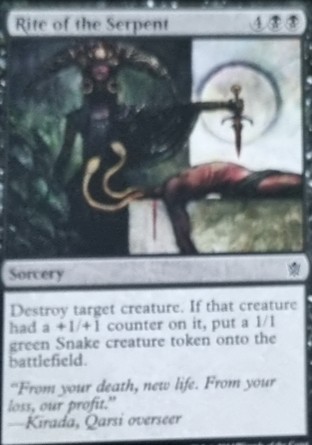 Rite of the Serpent 4
Sorcery
Destroy target creature. If that creature
had a +1/+1 counter on it, put a 1/1
green Snake creature token onto the
battlefield.
"From your death, new life. From your
loss, our profit."
—Kirada, Qarsi overseer